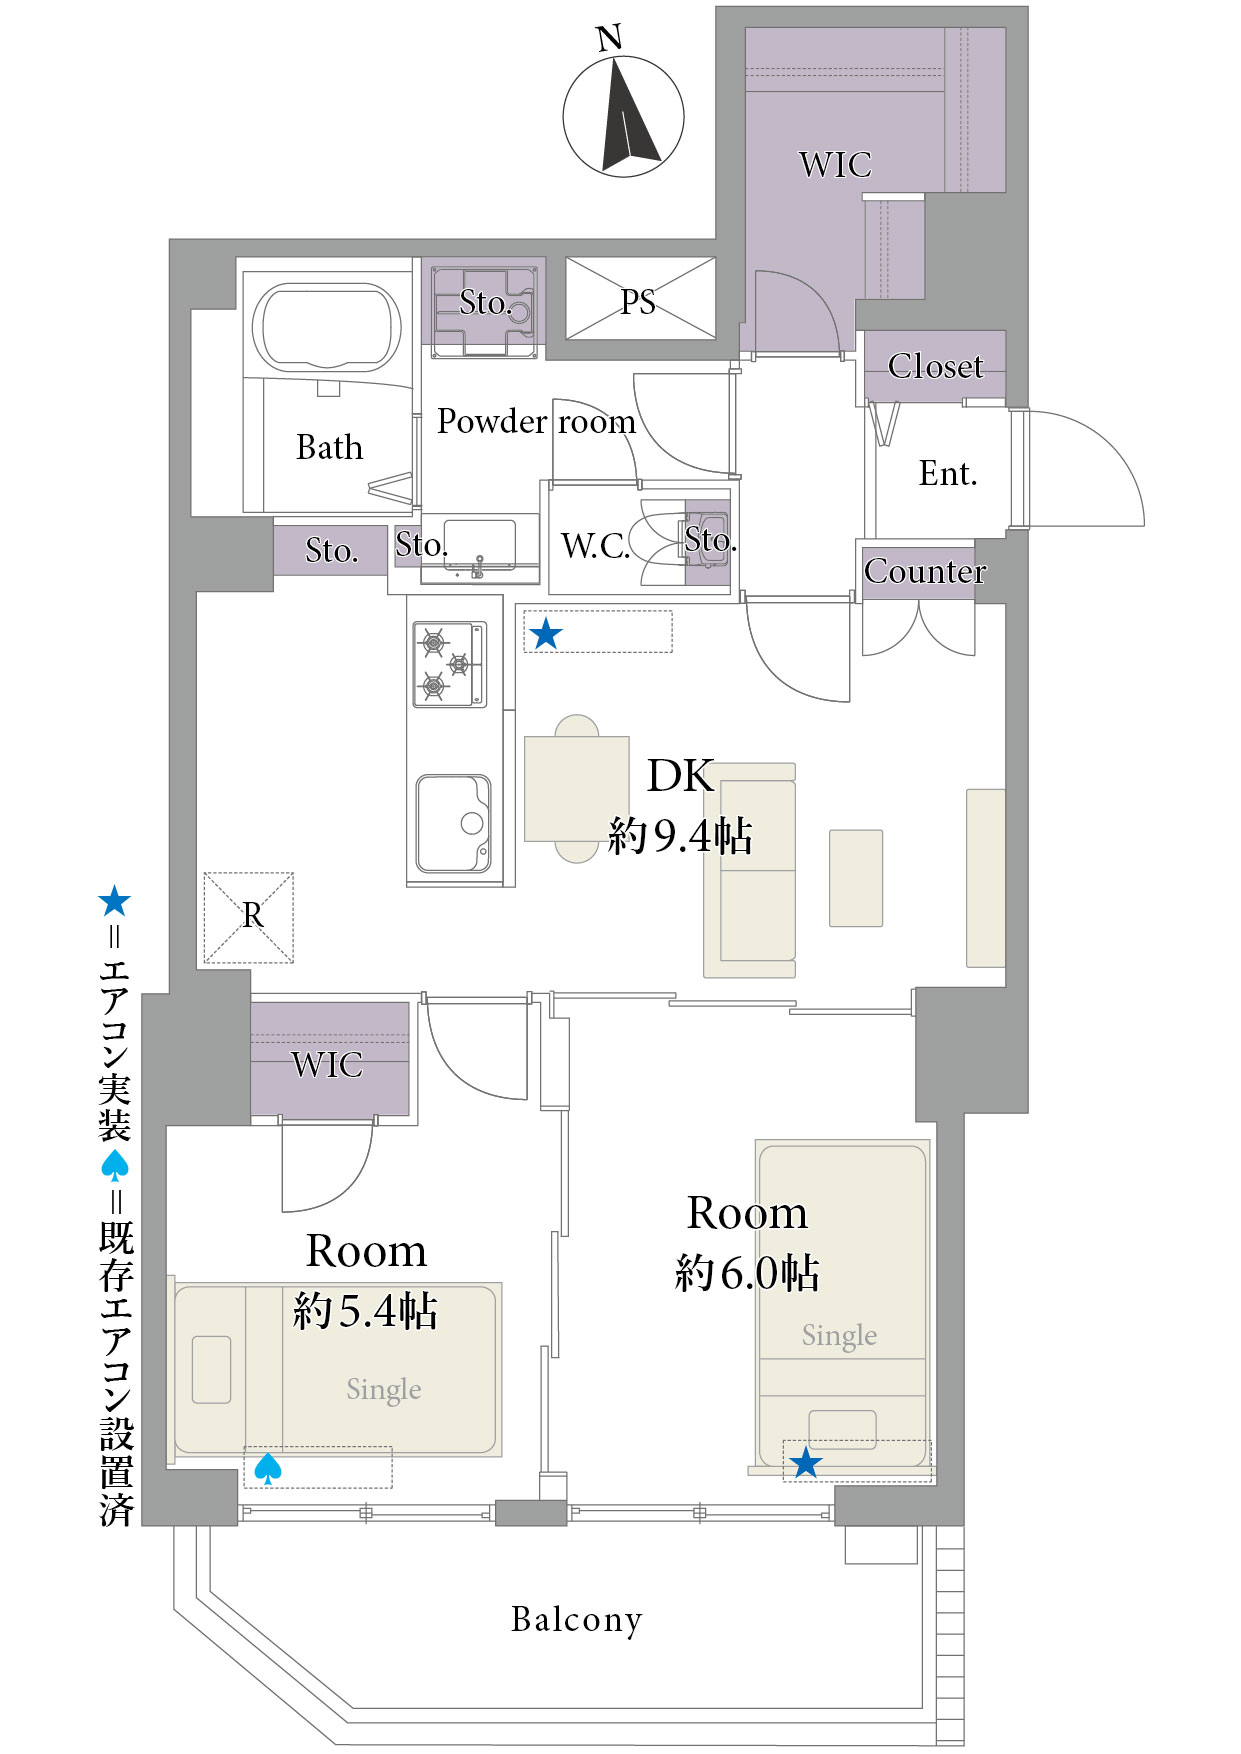 N
WIC
Sto.
PS
Closet
Powder room
Bath
Ent.
Sto.
Sto.
W.C.
Sto.
Counter
★
DK
約9.4帖
R
WIC
Room
約6.0帖
Room
約5.4帖
Single
Single
♠
★
Balcony
★=エアコン実装♠=既存エアコン設置済